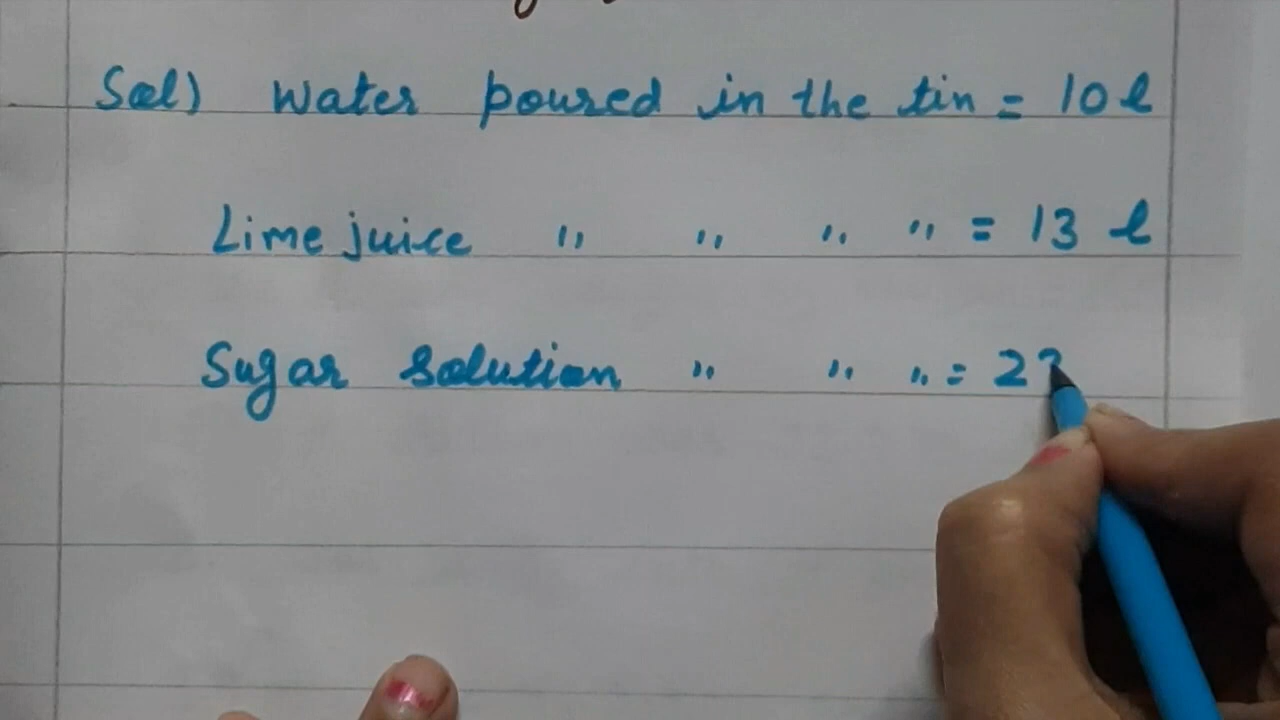 Sol) Water poured in the tin = 10 l
Lime juice " " " " = 13 l
Sugar solution " " " = 2